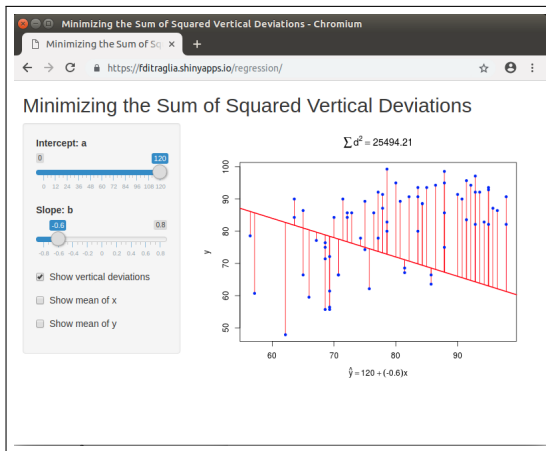 Minimizing the Sum of Squared Vertical Deviations - Chromium
Minimizing the Sum of Sq
https://fditraglia.shinyapps.io/regression/
Minimizing the Sum of Squared Vertical Deviations
Intercept: a
0 120
0 12 24 36 48 60 72 84 96 108 120
Slope: b
-0.6 0.8
-0.8 -0.6 -0.4 -0.2 0 0.2 0.4 0.6 0.8
Show vertical deviations
Show mean of x
Show mean of y
∑d² = 25494.21
y
100
90
80
70
60
50
60 70 80 90
ŷ = 120 + (-0.6)x